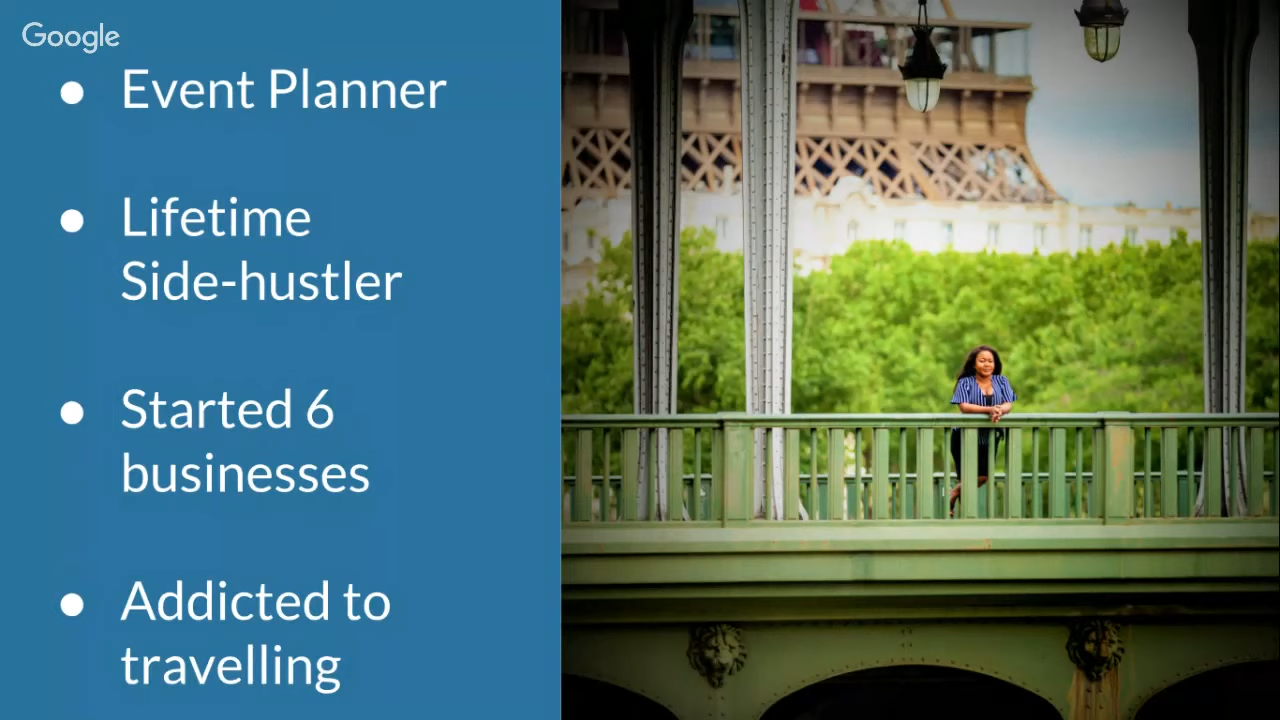 Google
● Event Planner
● Lifetime
Side-hustler
● Started 6
businesses
● Addicted to
travelling